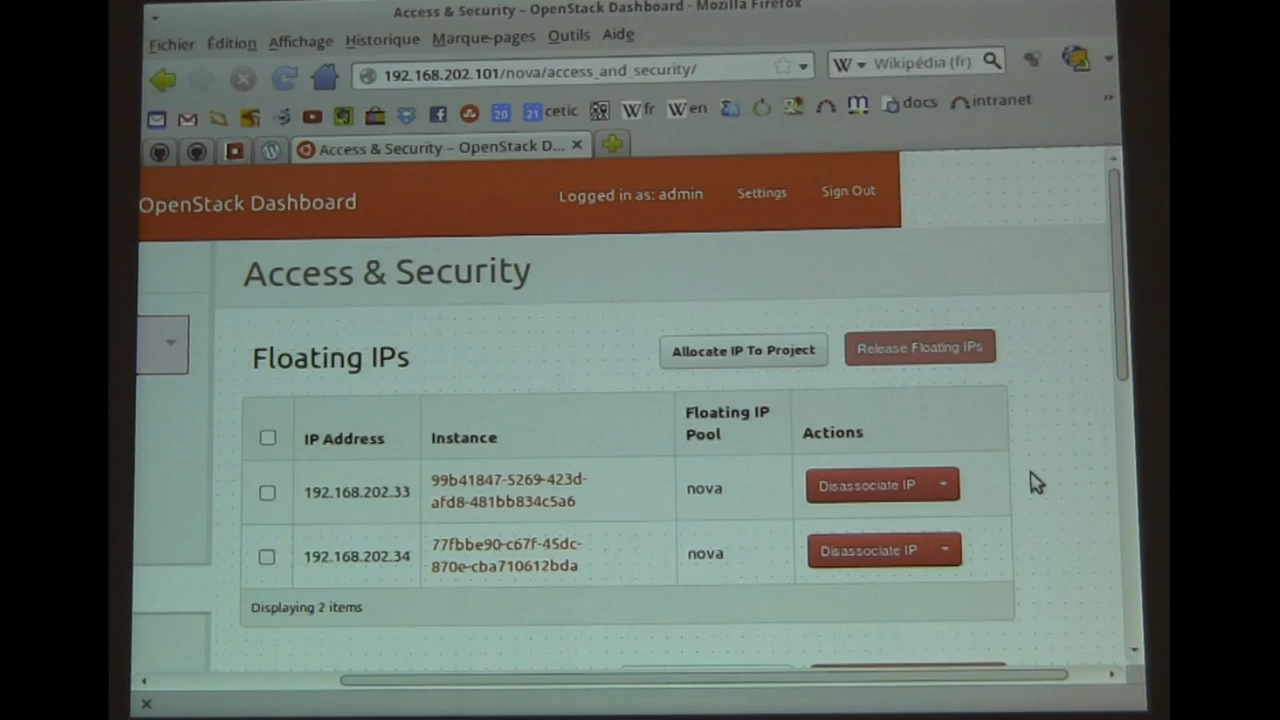 Access & Security - OpenStack Dashboard - Mozilla Firefox
Fichier Édition Affichage Historique Marque-pages Outils Aide
192.168.202.101/nova/access_and_security/
W Wikipédia (fr)
20 21 cetic W fr W en docs intranet
Access & Security - OpenStack D...
OpenStack Dashboard
Logged in as: admin Settings Sign Out
Access & Security
Floating IPs
Allocate IP To Project
Release Floating IPs
IP Address Instance Floating IP Pool Actions
192.168.202.33 99b41847-5269-423d-
afd8-481bb834c5a6 nova Disassociate IP
192.168.202.34 77fbbe90-c67f-45dc-
870e-cba710612bda nova Disassociate IP
Displaying 2 items